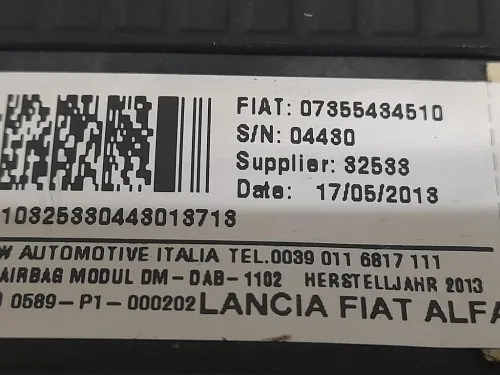 FIAT: 07355434510
S/N: 04430
Supplier: 32533
Date: 17/05/2013
10325330443013713
W AUTOMOTIVE ITALIA TEL.0039 011 6817 111
AIRBAG MODUL DM-DAB-1102 HERSTELLJAHR 2013
0589-P1-000202 LANCIA FIAT ALFA